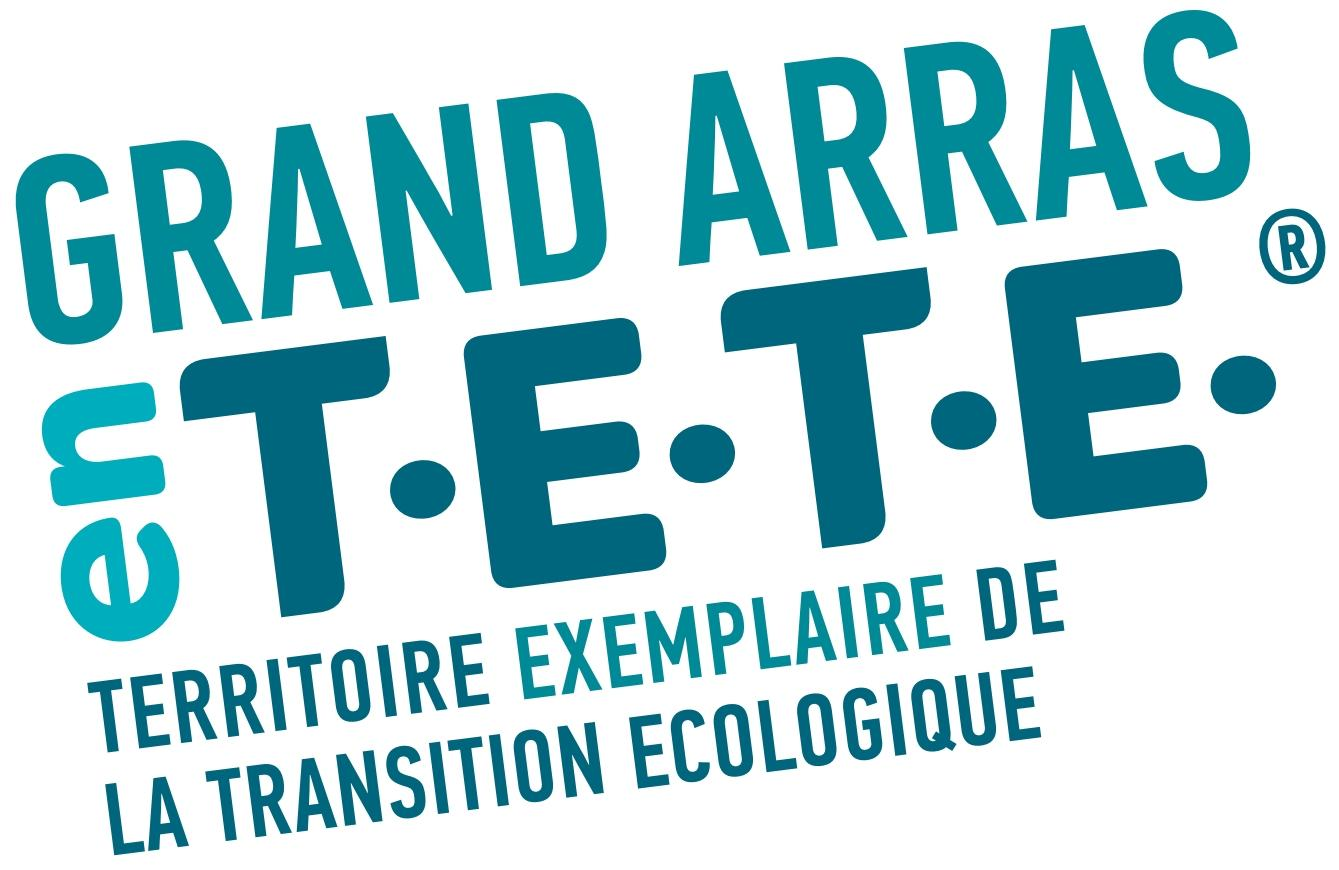 GRAND ARRAS
en T•E•T•E•®
TERRITOIRE EXEMPLAIRE DE
LA TRANSITION ECOLOGIQUE